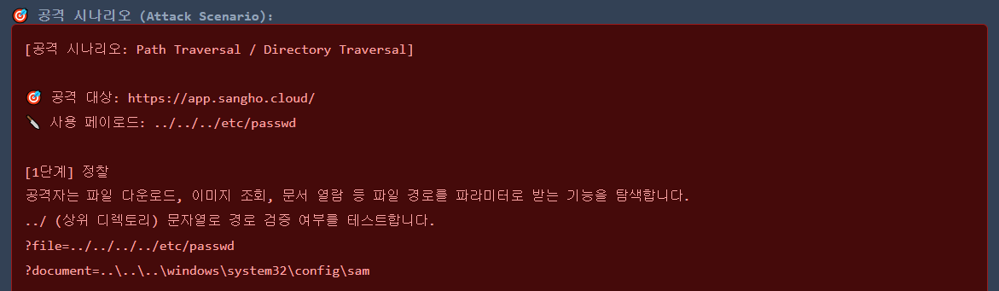 🎯 공격 시나리오 (Attack Scenario):
[공격 시나리오: Path Traversal / Directory Traversal]
🎯 공격 대상: https://app.sangho.cloud/
🔪 사용 페이로드: ../../../etc/passwd
[1단계] 정찰
공격자는 파일 다운로드, 이미지 조회, 문서 열람 등 파일 경로를 파라미터로 받는 기능을 탐색합니다.
../ (상위 디렉토리) 문자열로 경로 검증 여부를 테스트합니다.
?file=../../../../etc/passwd
?document=..\..\..\windows\system32\config\sam